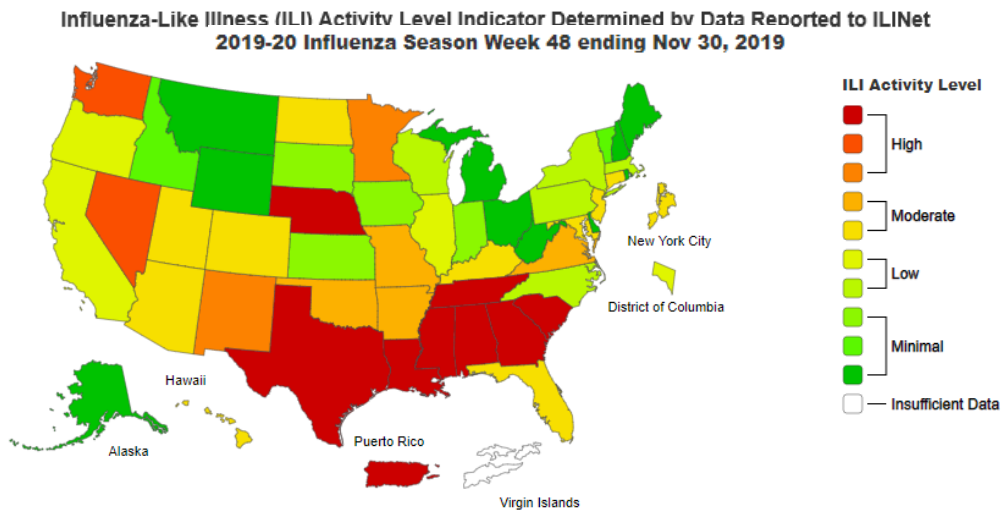 Influenza-Like Illness (ILI) Activity Level Indicator Determined by Data Reported to ILINet
2019-20 Influenza Season Week 48 ending Nov 30, 2019
ILI Activity Level
High
Moderate
New York City
Low
District of Columbia
Minimal
Hawaii
Insufficient Data
Puerto Rico
Alaska
Virgin Islands